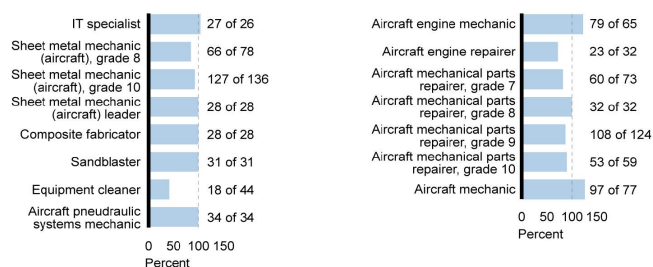 IT specialist 27 of 26
Sheet metal mechanic
(aircraft), grade 8 66 of 78
Sheet metal mechanic
(aircraft), grade 10 127 of 136
Sheet metal mechanic
(aircraft) leader 28 of 28
Composite fabricator 28 of 28
Sandblaster 31 of 31
Equipment cleaner 18 of 44
Aircraft pneudraulic
systems mechanic 34 of 34
0 50 100 150
Percent
Aircraft engine mechanic 79 of 65
Aircraft engine repairer 23 of 32
Aircraft mechanical parts
repairer, grade 7 60 of 73
Aircraft mechanical parts
repairer, grade 8 32 of 32
Aircraft mechanical parts
repairer, grade 9 108 of 124
Aircraft mechanical parts
repairer, grade 10 53 of 59
Aircraft mechanic 97 of 77
0 50 100 150
Percent